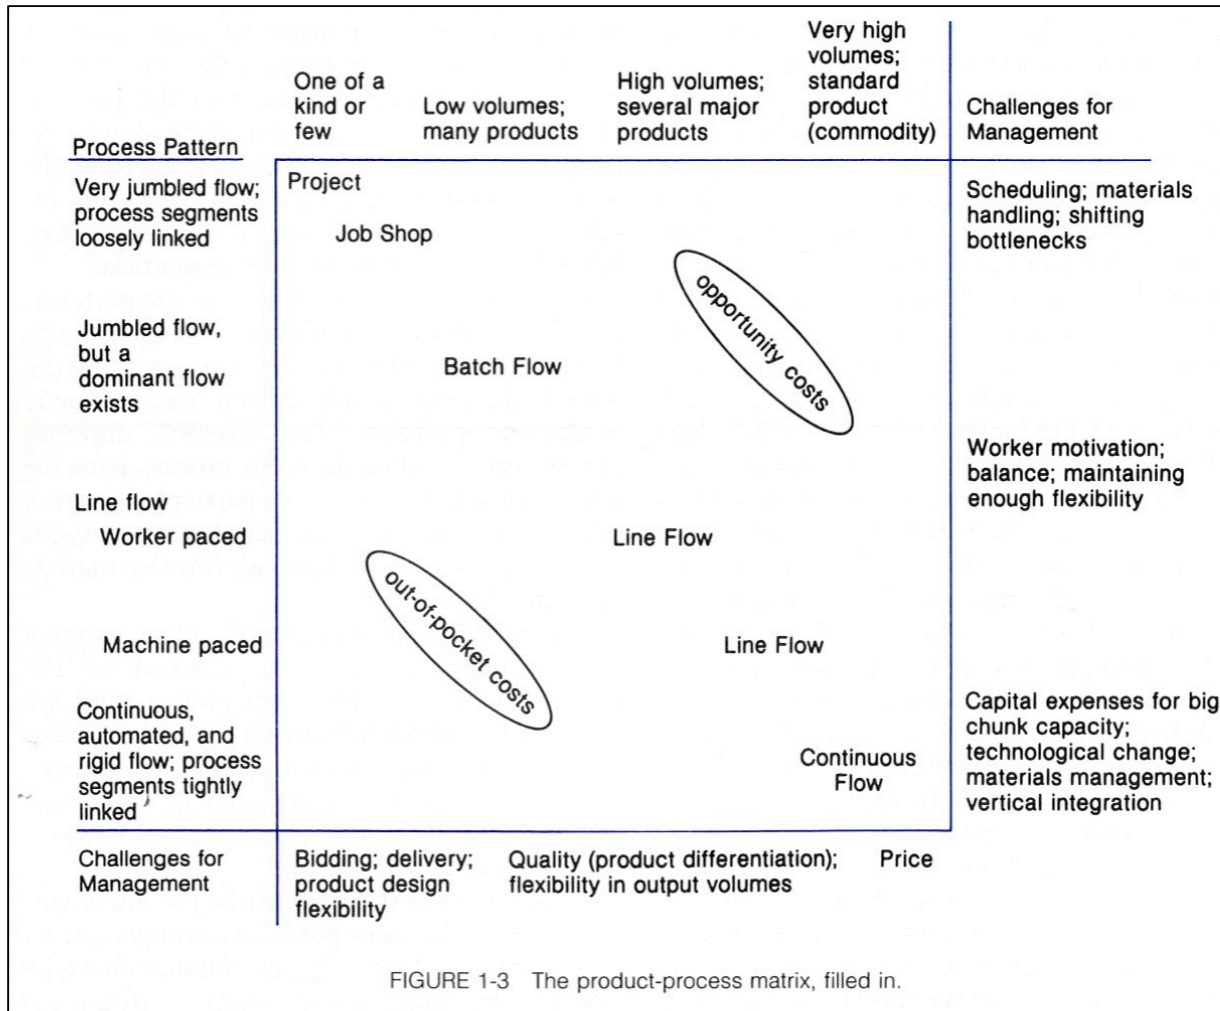 One of a
kind or
few
Low volumes;
many products
High volumes;
several major
products
Very high
volumes;
standard
product
(commodity)
Challenges for
Management
Process Pattern
Very jumbled flow;
process segments
loosely linked
Project
Job Shop
Scheduling; materials
handling; shifting
bottlenecks
opportunity costs
Jumbled flow,
but a
dominant flow
exists
Batch Flow
Worker motivation;
balance; maintaining
enough flexibility
Line flow
Worker paced
Line Flow
out-of-pocket costs
Machine paced
Line Flow
Continuous,
automated, and
rigid flow; process
segments tightly
linked
Continuous
Flow
Capital expenses for big
chunk capacity;
technological change;
materials management;
vertical integration
Challenges for
Management
Bidding; delivery;
product design
flexibility
Quality (product differentiation);
flexibility in output volumes
Price
FIGURE 1-3 The product-process matrix, filled in.